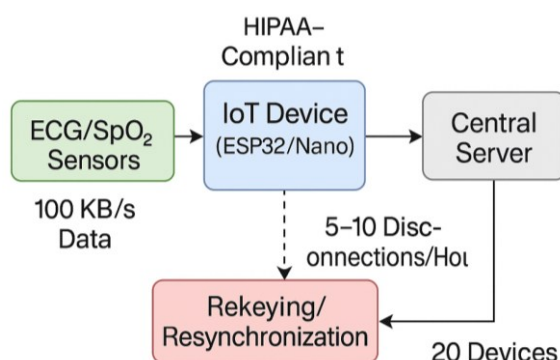 HIPAA–
Complian t
ECG/SpO₂
Sensors
IoT Device
(ESP32/Nano)
Central
Server
100 KB/s
Data
5–10 Disc-
onnections/Hou
Rekeying/
Resynchronization
20 Devices